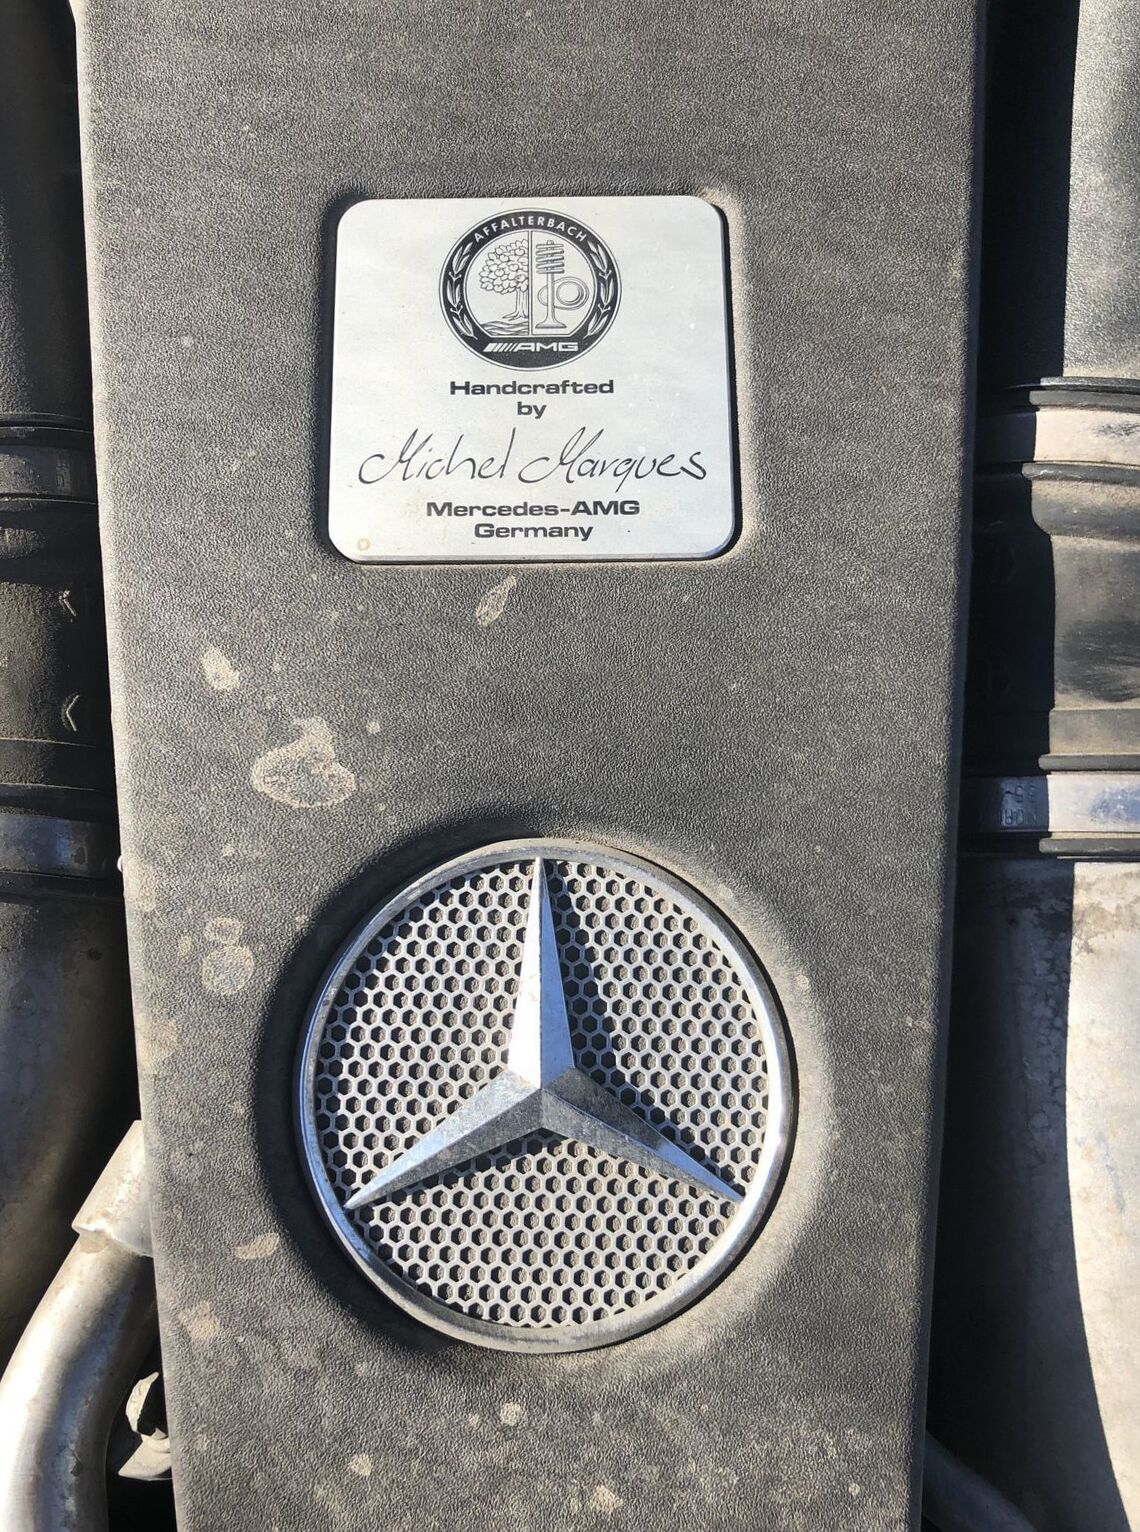 AFFALTERBACH
AMG
Handcrafted
by
Michel Marques
Mercedes-AMG
Germany